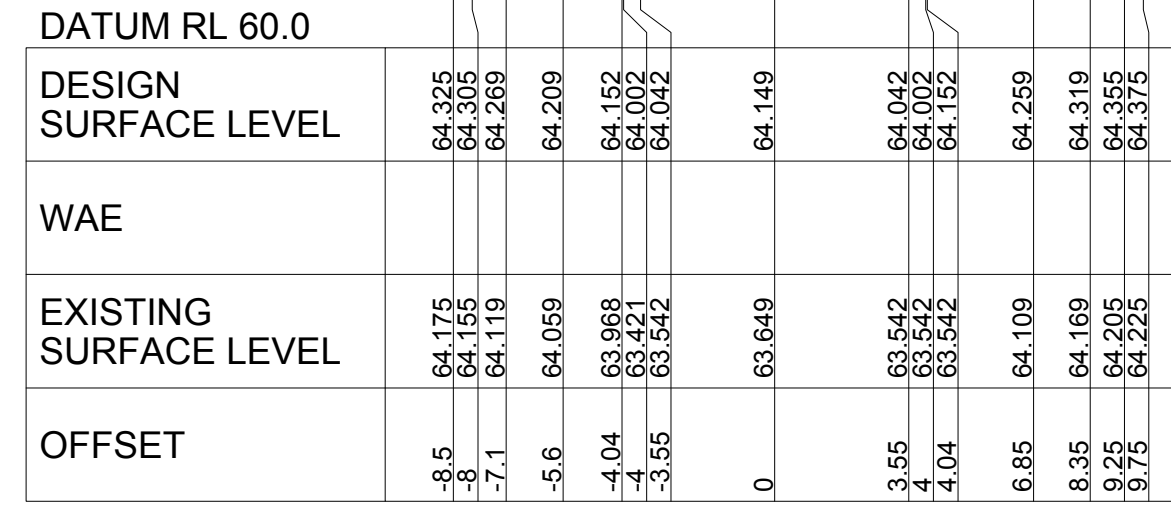 DATUM RL 60.0
DESIGN
SURFACE LEVEL
64.325 64.305 64.269 64.209 64.152 64.002 64.042 64.149 64.042 64.002 64.152 64.259 64.319 64.355 64.375
WAE
EXISTING
SURFACE LEVEL
64.175 64.155 64.119 64.059 63.968 63.421 63.542 63.649 63.542 63.542 63.542 64.109 64.169 64.205 64.225
OFFSET
-8.5 -8 -7.1 -5.6 -4.04 -4 -3.55 0 3.55 4 4.04 6.85 8.35 9.25 9.75